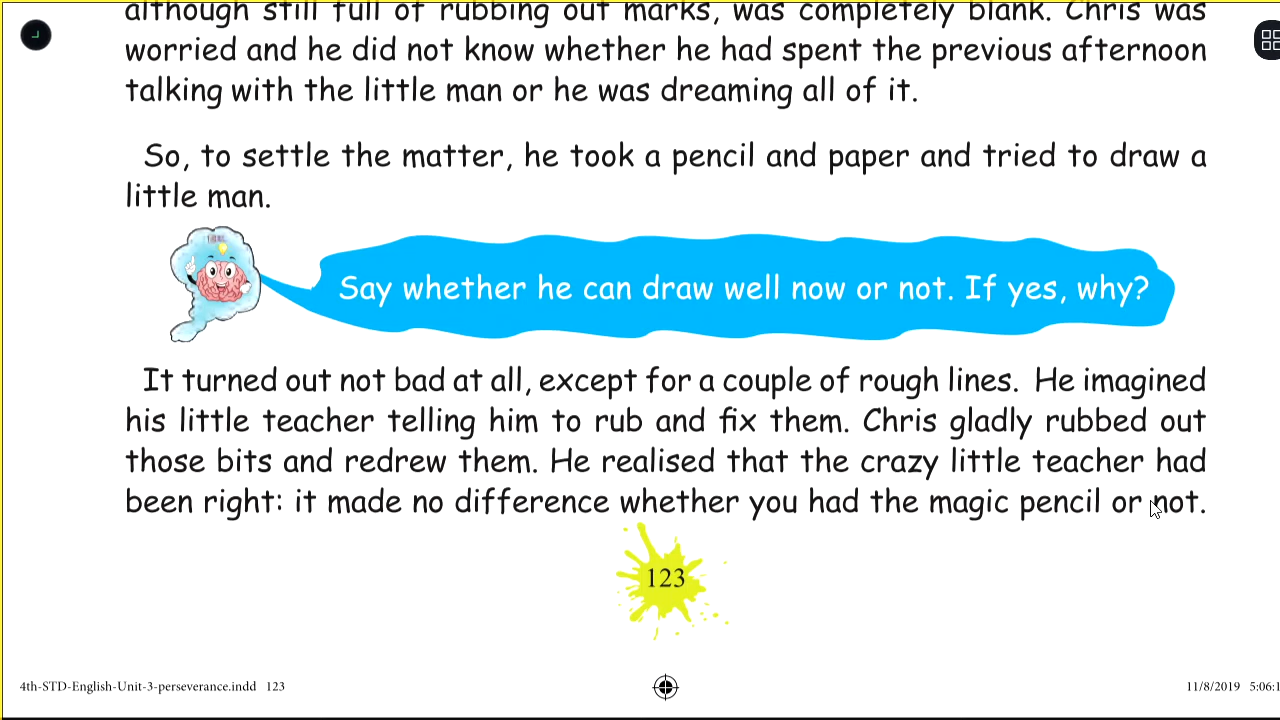 although still full of rubbing out marks, was completely blank. Chris was
worried and he did not know whether he had spent the previous afternoon
talking with the little man or he was dreaming all of it.
So, to settle the matter, he took a pencil and paper and tried to draw a
little man.
Say whether he can draw well now or not. If yes, why?
It turned out not bad at all, except for a couple of rough lines. He imagined
his little teacher telling him to rub and fix them. Chris gladly rubbed out
those bits and redrew them. He realised that the crazy little teacher had
been right: it made no difference whether you had the magic pencil or not.
123
4th-STD-English-Unit-3-perseverance.indd 123
11/8/2019 5:06:1